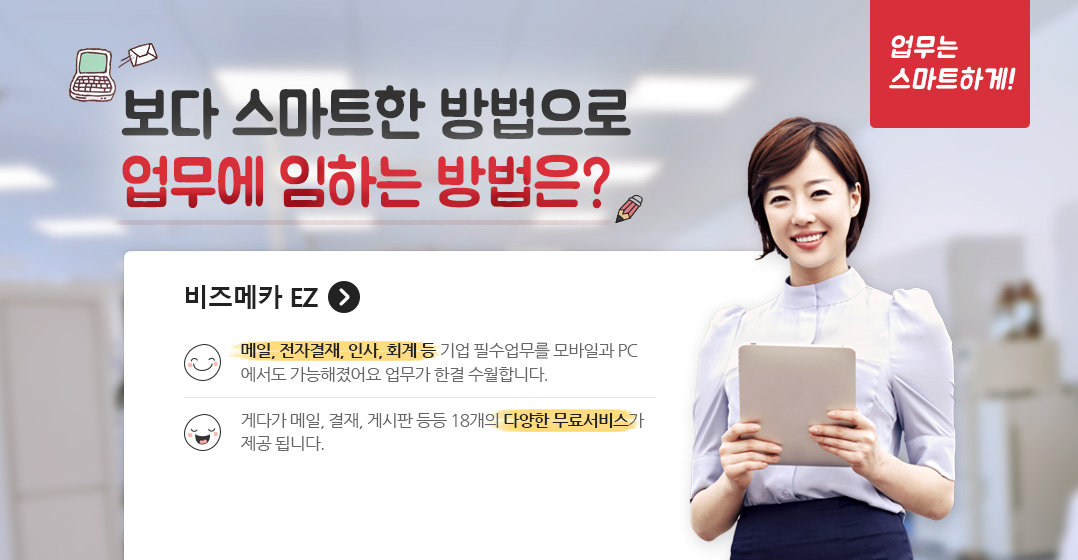 업무는
스마트하게!
보다 스마트한 방법으로
업무에 임하는 방법은?
비즈메카 EZ
메일, 전자결재, 인사, 회계 등 기업 필수업무를 모바일과 PC
에서도 가능해졌어요 업무가 한결 수월합니다.
게다가 메일, 결재, 게시판 등등 18개의 다양한 무료서비스가
제공 됩니다.